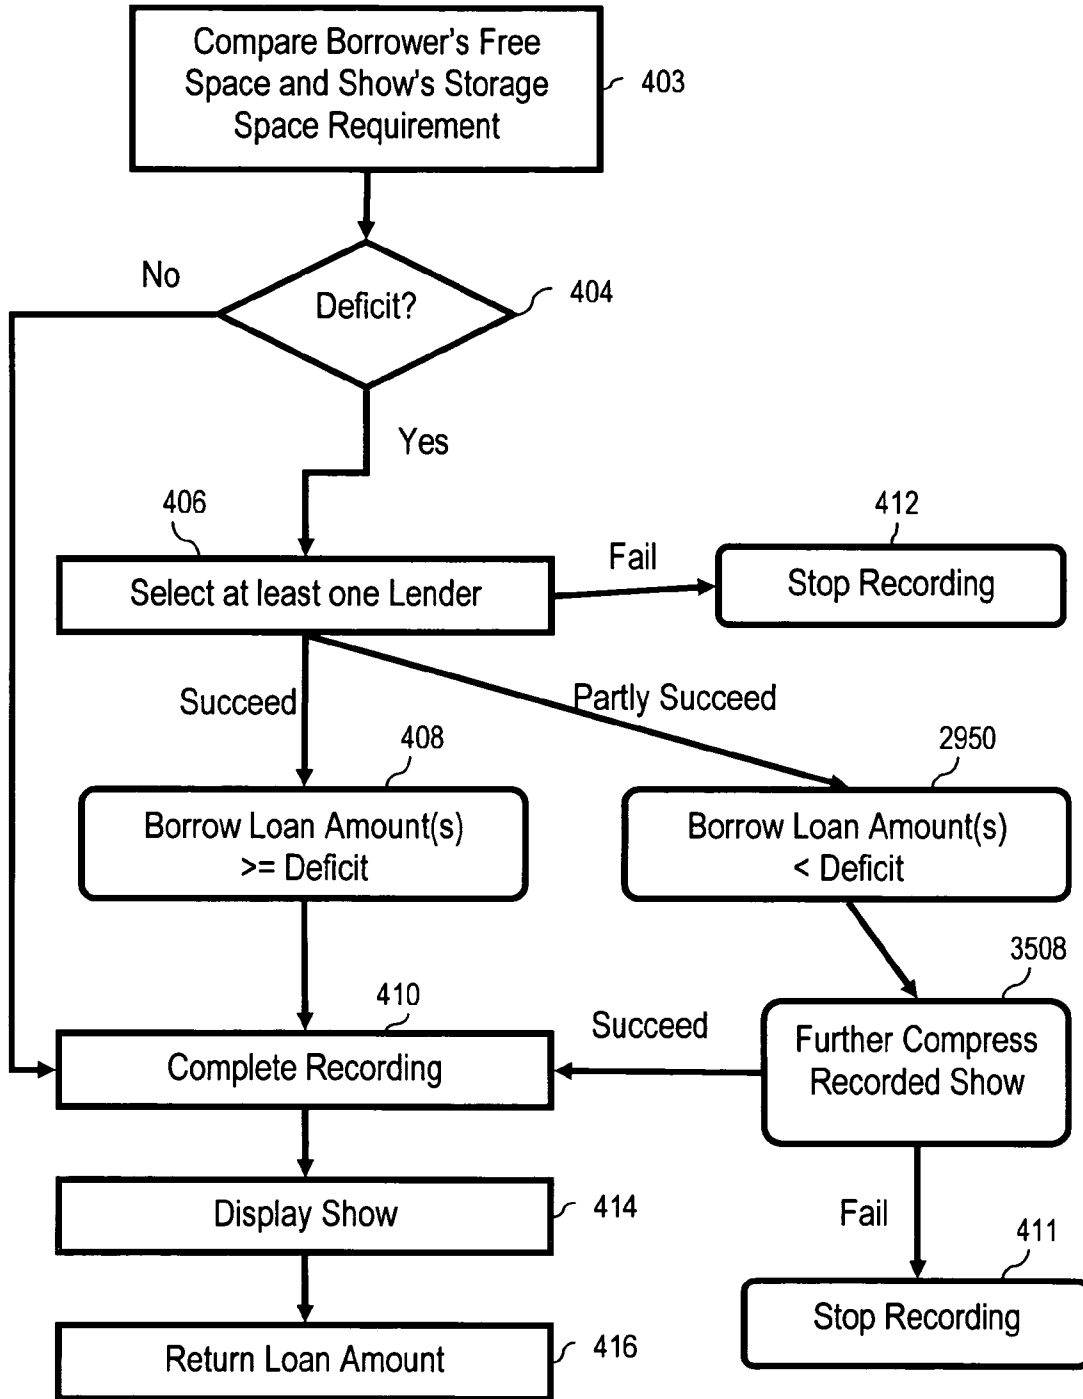 Compare Borrower's Free
Space and Show's Storage
Space Requirement
403
No
Deficit?
404
Yes
406
412
Select at least one Lender
Fail
Stop Recording
Succeed
Partly Succeed
408
2950
Borrow Loan Amount(s)
>= Deficit
Borrow Loan Amount(s)
< Deficit
3508
410
Succeed
Further Compress
Recorded Show
Complete Recording
Display Show
414
Fail
411
Stop Recording
Return Loan Amount
416